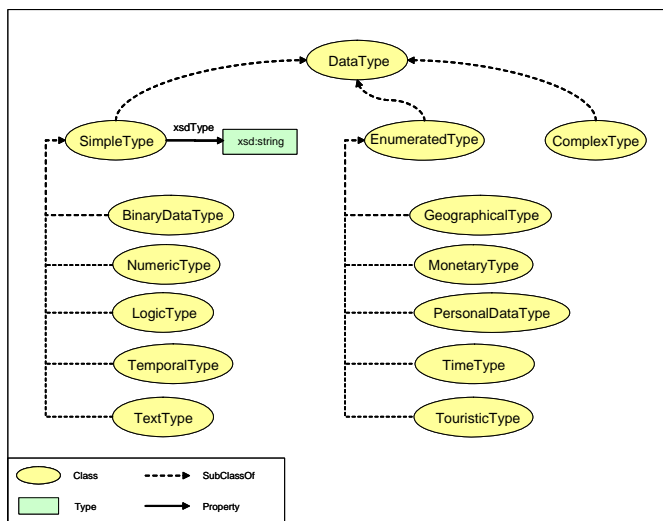 DataType
xsdType
SimpleType
xsd:string
EnumeratedType
ComplexType
BinaryDataType
GeographicalType
NumericType
MonetaryType
LogicType
PersonalDataType
TemporalType
TimeType
TextType
TouristicType
Class
SubClassOf
Type
Property